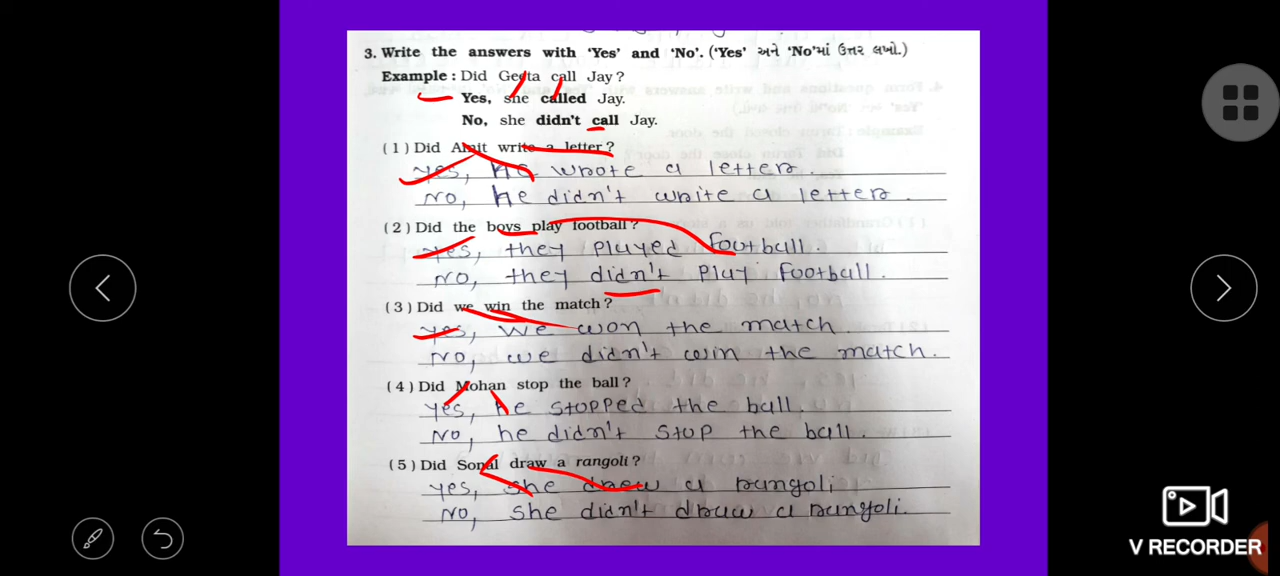 3. Write the answers with 'Yes' and 'No'. ('Yes' અને 'No'માં ઉત્તર લખો.)
Example : Did Geeta call Jay ?
Yes, she called Jay.
No, she didn't call Jay.
(1) Did Amit write a letter ?
Yes, he wrote a letter.
No, he didn't write a letter.
(2) Did the boys play football ?
Yes, they played football.
No, they didn't play football.
(3) Did we win the match ?
Yes, we won the match.
No, we didn't win the match.
(4) Did Mohan stop the ball ?
Yes, he stopped the ball.
No, he didn't stop the ball.
(5) Did Sonal draw a rangoli ?
Yes, she drew a rangoli
No, she didn't draw a rangoli.
V RECORDER